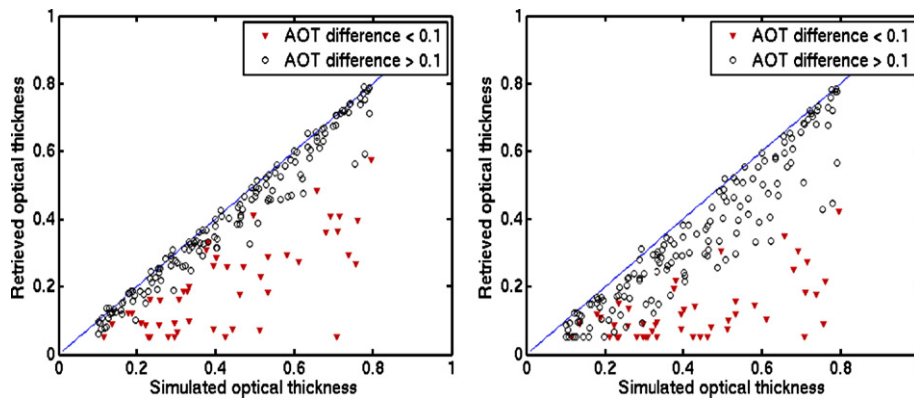 1
0.8
0.6
0.4
0.2
0
Retrieved optical thickness
AOT difference < 0.1
AOT difference > 0.1
0 0.2 0.4 0.6 0.8 1
Simulated optical thickness
1
0.8
0.6
0.4
0.2
0
Retrieved optical thickness
AOT difference < 0.1
AOT difference > 0.1
0 0.2 0.4 0.6 0.8 1
Simulated optical thickness